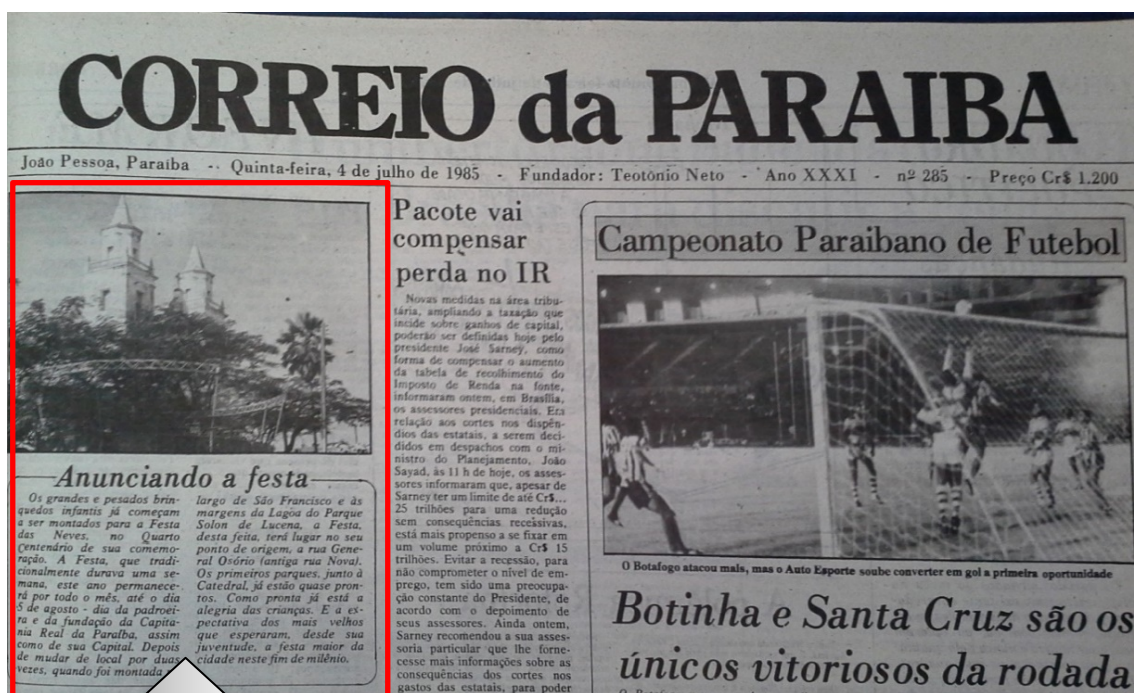 CORREIO da PARAIBA
João Pessoa, Paraíba - Quinta-feira, 4 de julho de 1985 - Fundador: Teotônio Neto - Ano XXXI - nº 285 - Preço Cr$ 1.200
Anunciando a festa
Os grandes e pesados brin-
quedos infantis já começam
a ser montados para a Festa
das Neves, no Quarto
Centenário de sua comemo-
ração. A Festa, que tradi-
cionalmente durava uma se-
mana, este ano permanece-
rá por todo o mês, até o dia
5 de agosto - dia da padroei-
ra e da fundação da Capita-
nia Real da Paraíba, assim
como de sua Capital. Depois
de mudar de local por duas
vezes, quando foi montada
largo de São Francisco e às
margens da Lagoa do Parque
Solon de Lucena, a Festa,
desta feita, terá lugar no seu
ponto de origem, a rua Gene-
ral Osório (antiga rua Nova).
Os primeiros parques, junto à
Catedral, já estão quase pron-
tos. Como pronta já está a
alegria das crianças. E a ex-
pectativa dos mais velhos
que esperaram, desde sua
juventude, a festa maior da
cidade neste fim de milênio.
Pacote vai
compensar
perda no IR
Novas medidas na área tribu-
tária, ampliando a taxação que
incide sobre ganhos de capital,
poderão ser definidas hoje pelo
presidente José Sarney, como
forma de compensar o aumento
da tabela de recolhimento do
Imposto de Renda na fonte,
informaram ontem, em Brasília,
os assessores presidenciais. Em
relação aos cortes nos dispên-
dios das estatais, a serem deci-
didos em despachos com o mi-
nistro do Planejamento, João
Sayad, às 11 h de hoje, os asses-
sores informaram que, apesar de
Sarney ter um limite de até Cr$...
25 trilhões para uma redução
sem consequências recessivas,
está mais propenso a se fixar em
um volume próximo a Cr$ 15
trilhões. Evitar a recessão, para
não comprometer o nível de em-
prego, tem sido uma preocupa-
ção constante do Presidente, de
acordo com o depoimento de
seus assessores. Ainda ontem,
Sarney recomendou a sua asses-
soria particular que lhe forne-
cesse mais informações sobre as
consequências dos cortes nos
gastos das estatais, para poder
Campeonato Paraibano de Futebol
O Botafogo atacou mais, mas o Auto Esporte soube converter em gol a primeira oportunidade
Botinha e Santa Cruz são os
únicos vitoriosos da rodada